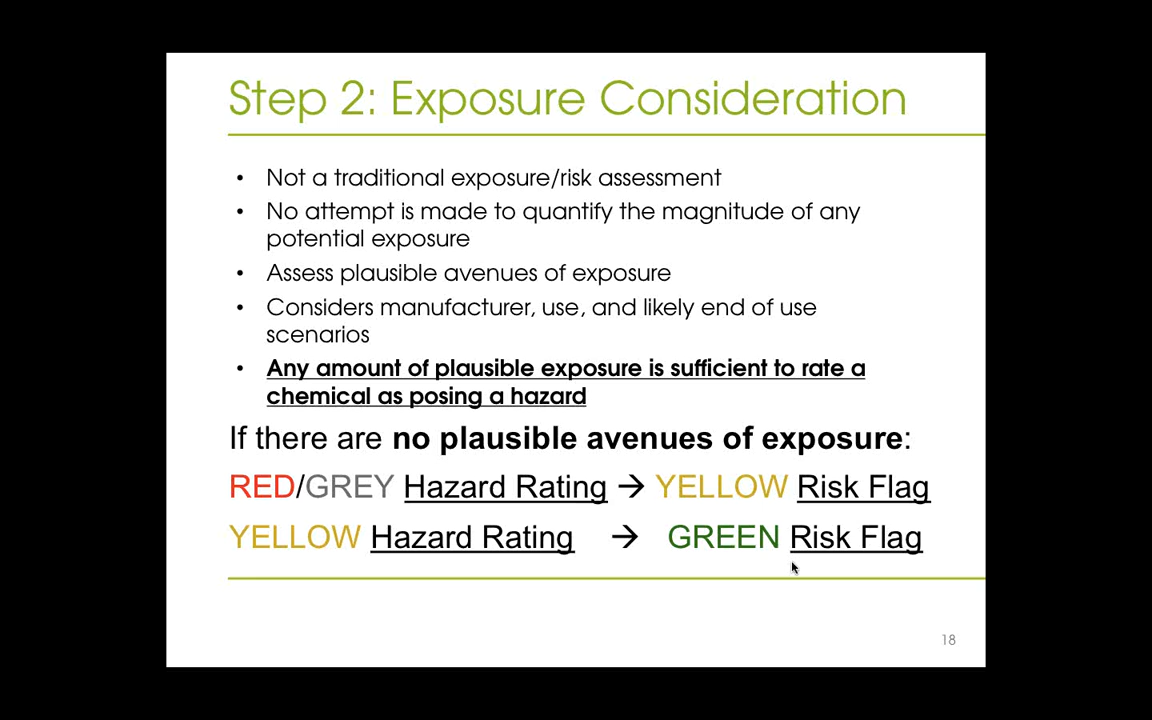 Step 2: Exposure Consideration
• Not a traditional exposure/risk assessment
• No attempt is made to quantify the magnitude of any
potential exposure
• Assess plausible avenues of exposure
• Considers manufacturer, use, and likely end of use
scenarios
• Any amount of plausible exposure is sufficient to rate a
chemical as posing a hazard
If there are no plausible avenues of exposure:
RED/GREY Hazard Rating → YELLOW Risk Flag
YELLOW Hazard Rating → GREEN Risk Flag
18